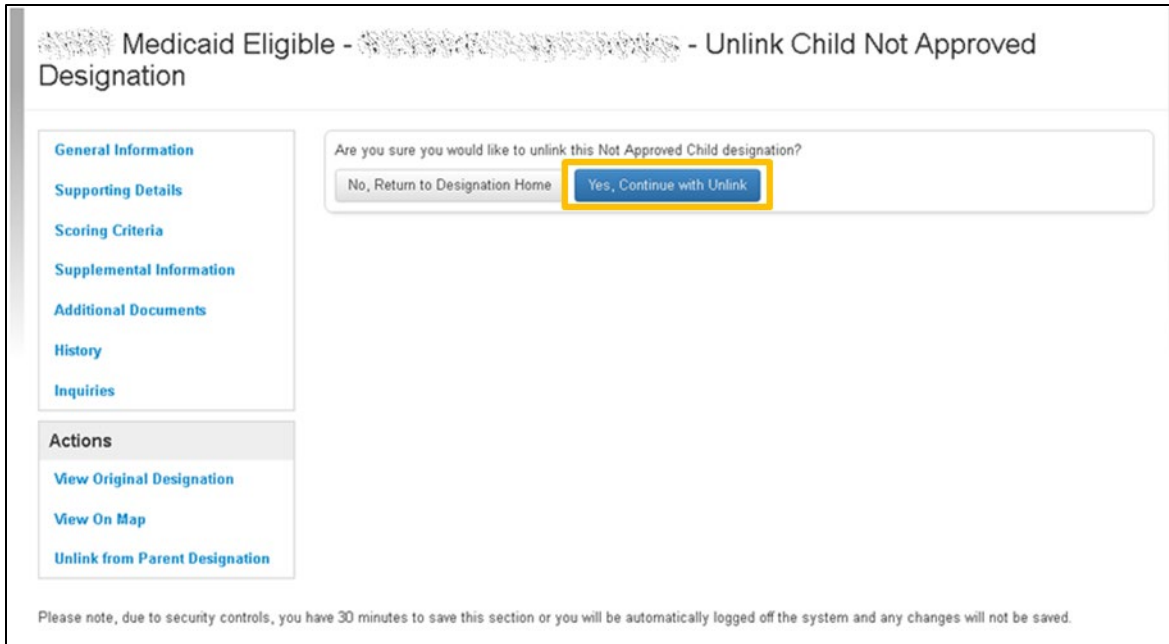 Medicaid Eligible - - Unlink Child Not Approved
Designation
General Information
Supporting Details
Scoring Criteria
Supplemental Information
Additional Documents
History
Inquiries
Actions
View Original Designation
View On Map
Unlink from Parent Designation
Are you sure you would like to unlink this Not Approved Child designation?
No, Return to Designation Home Yes, Continue with Unlink
Please note, due to security controls, you have 30 minutes to save this section or you will be automatically logged off the system and any changes will not be saved.